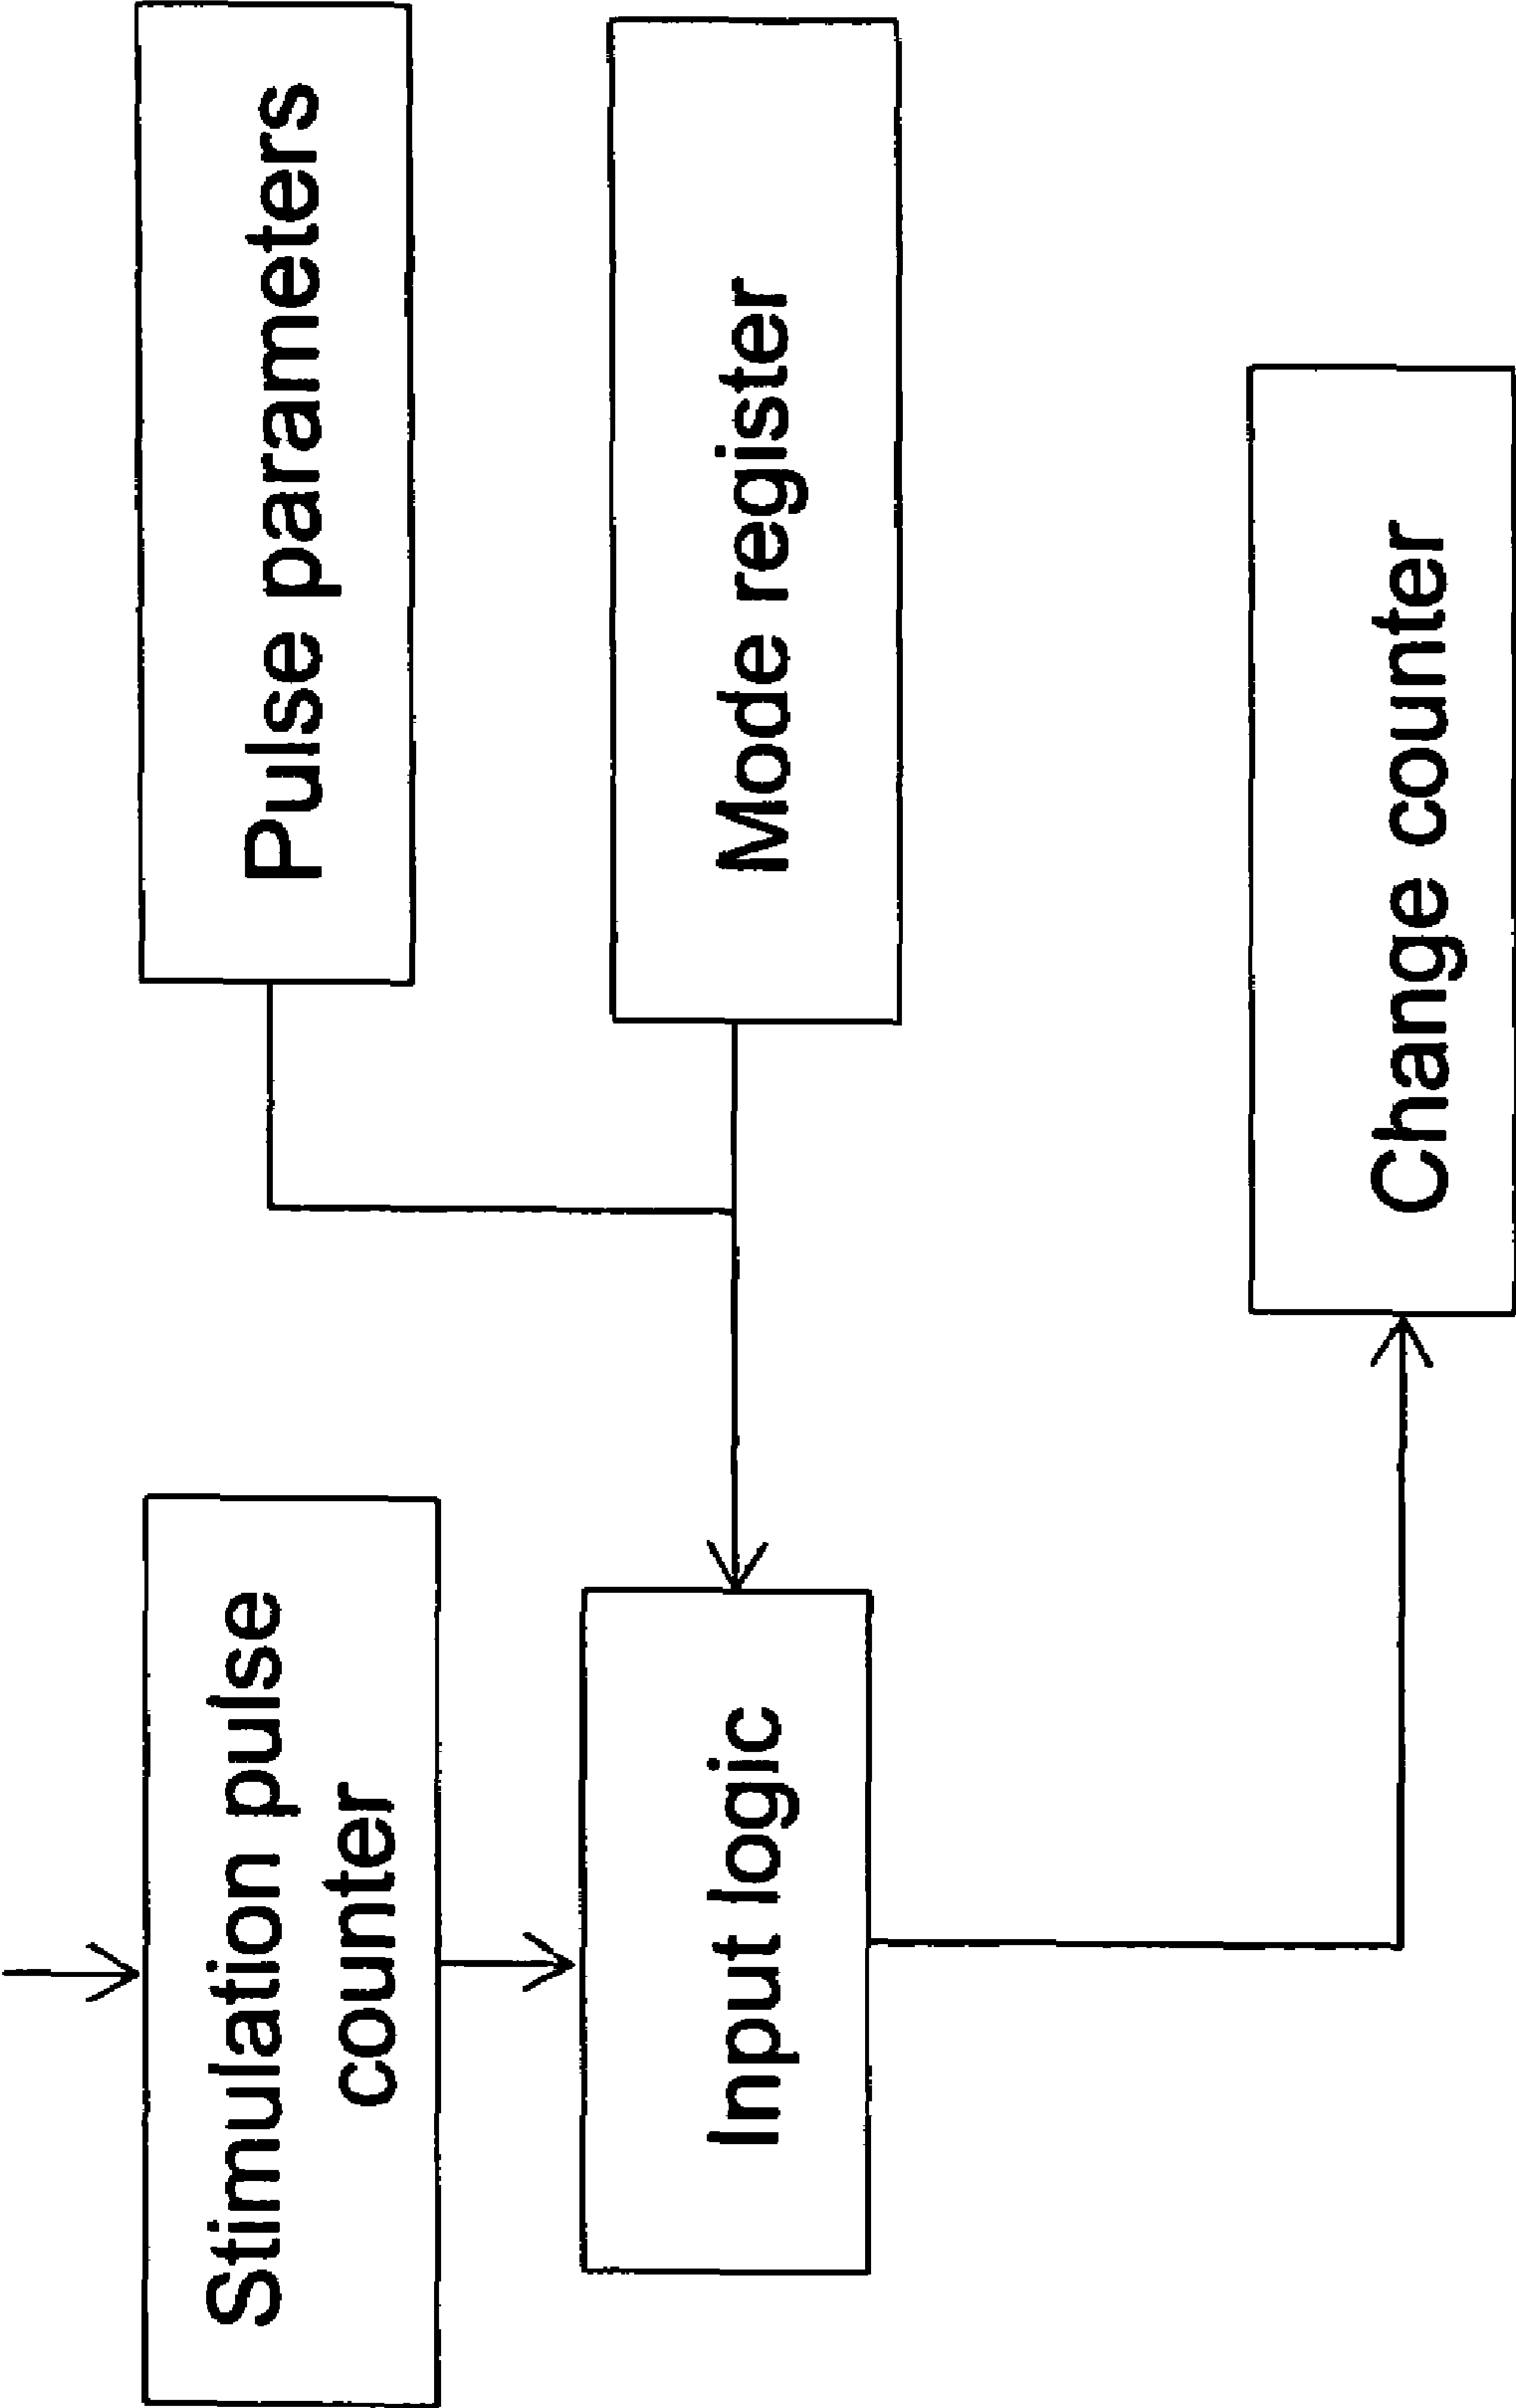 Stimulation pulse
counter
Pulse parameters
Input logic
Mode register
Change counter